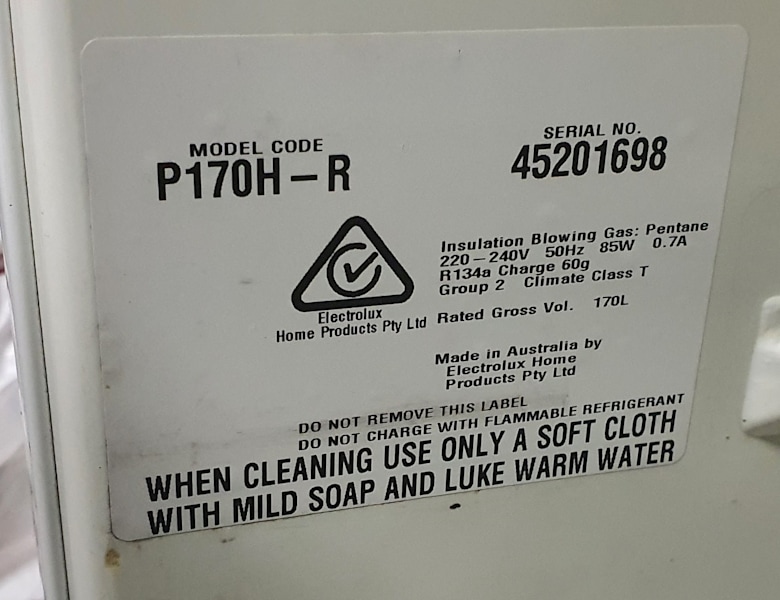 MODEL CODE
P170H–R
SERIAL NO.
45201698
Insulation Blowing Gas: Pentane
220–240V 50Hz 85W 0.7A
R134a Charge 60g
Group 2 Climate Class T
Rated Gross Vol. 170L
Electrolux
Home Products Pty Ltd
Made in Australia by
Electrolux Home
Products Pty Ltd
DO NOT REMOVE THIS LABEL
DO NOT CHARGE WITH FLAMMABLE REFRIGERANT
WHEN CLEANING USE ONLY A SOFT CLOTH
WITH MILD SOAP AND LUKE WARM WATER